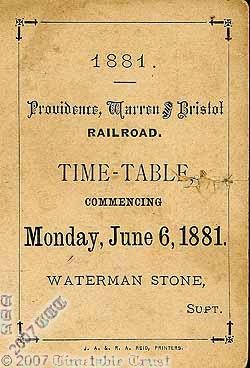 1881.
Providence, Warren and Bristol
RAILROAD.
TIME-TABLE,
COMMENCING
Monday, June 6, 1881.
WATERMAN STONE,
SUPT.
J. A. & R. A. REID, PRINTERS.
© 2007 Timetable Trust